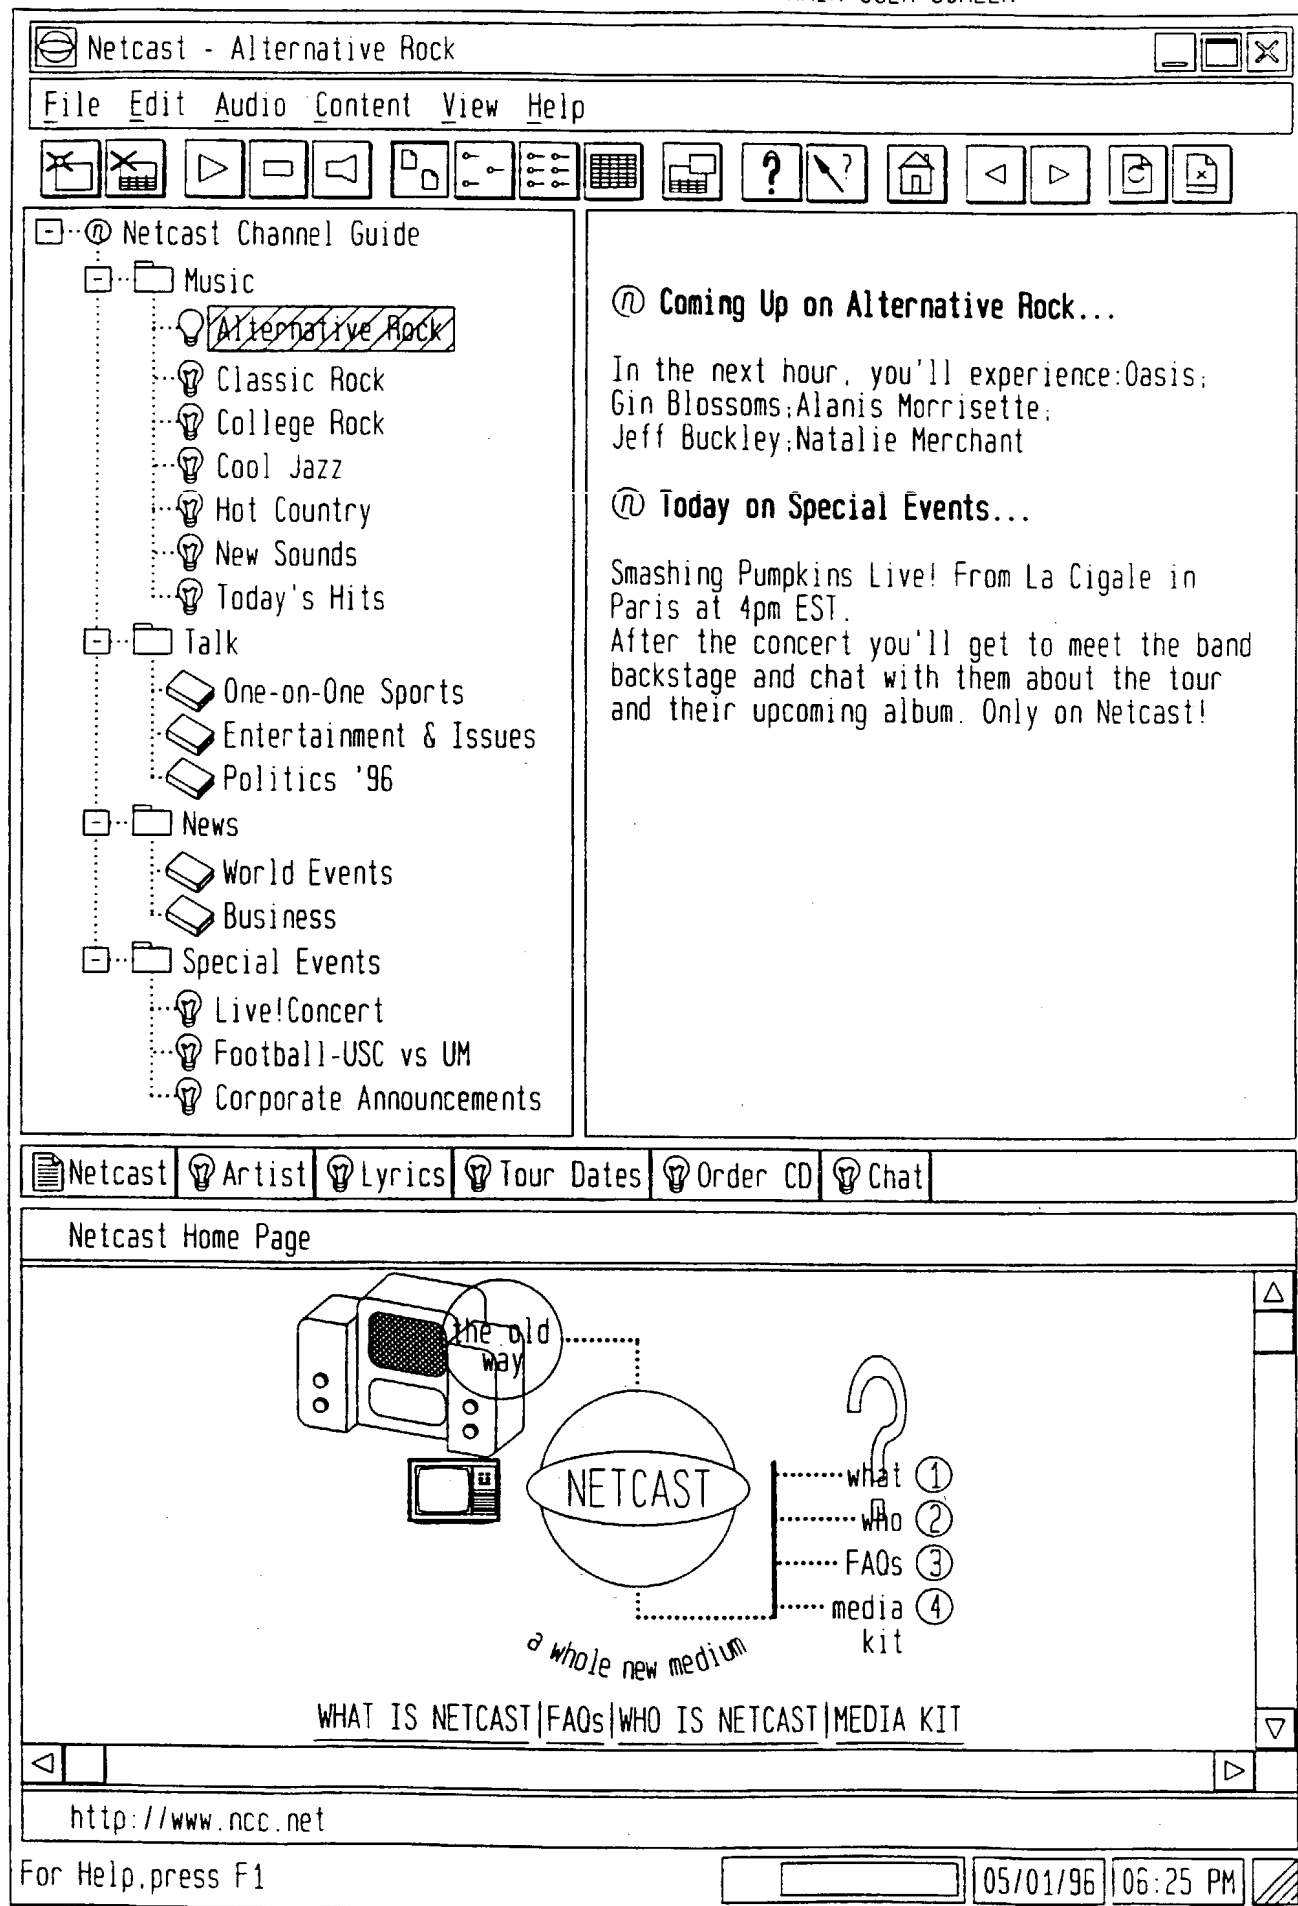 Netcast - Alternative Rock
File Edit Audio Content View Help
Netcast Channel Guide
Music
Alternative Rock
Classic Rock
College Rock
Cool Jazz
Hot Country
New Sounds
Today's Hits
Talk
One-on-One Sports
Entertainment & Issues
Politics '96
News
World Events
Business
Special Events
Live!Concert
Football-USC vs UM
Corporate Announcements
Coming Up on Alternative Rock...
In the next hour, you'll experience:Oasis;
Gin Blossoms;Alanis Morrisette;
Jeff Buckley;Natalie Merchant
Today on Special Events...
Smashing Pumpkins Live! From La Cigale in
Paris at 4pm EST.
After the concert you'll get to meet the band
backstage and chat with them about the tour
and their upcoming album. Only on Netcast!
Netcast Artist Lyrics Tour Dates Order CD Chat
Netcast Home Page
the old
way
NETCAST
what 1
who 2
FAQs 3
media 4
kit
a whole new medium
WHAT IS NETCAST|FAQs|WHO IS NETCAST|MEDIA KIT
http://www.ncc.net
For Help,press F1
05/01/96 06:25 PM